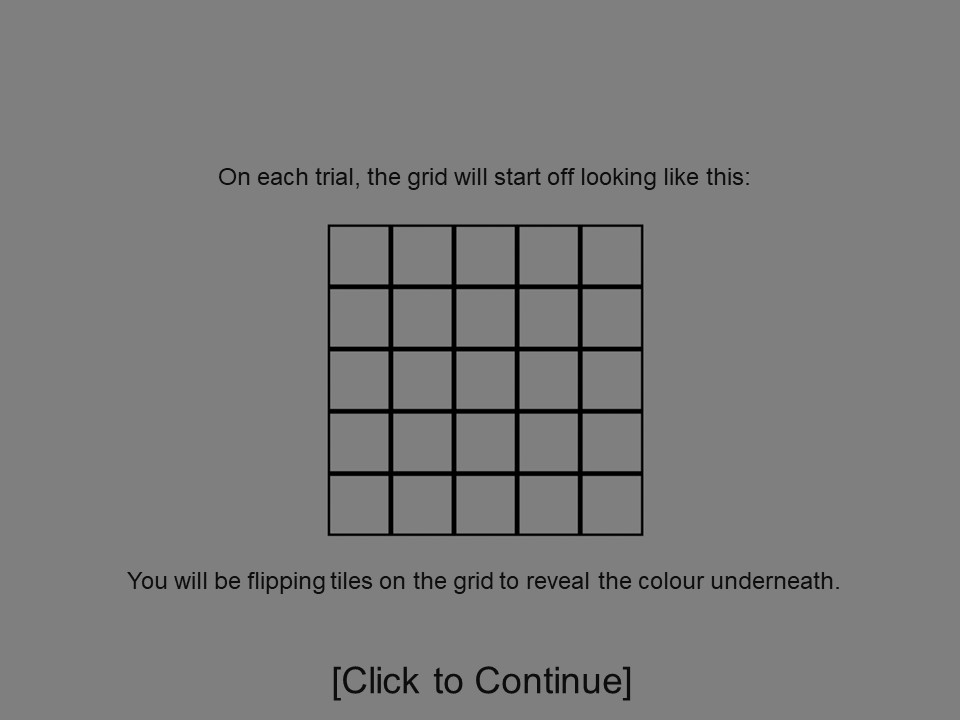 On each trial, the grid will start off looking like this:
You will be flipping tiles on the grid to reveal the colour underneath.
[Click to Continue]